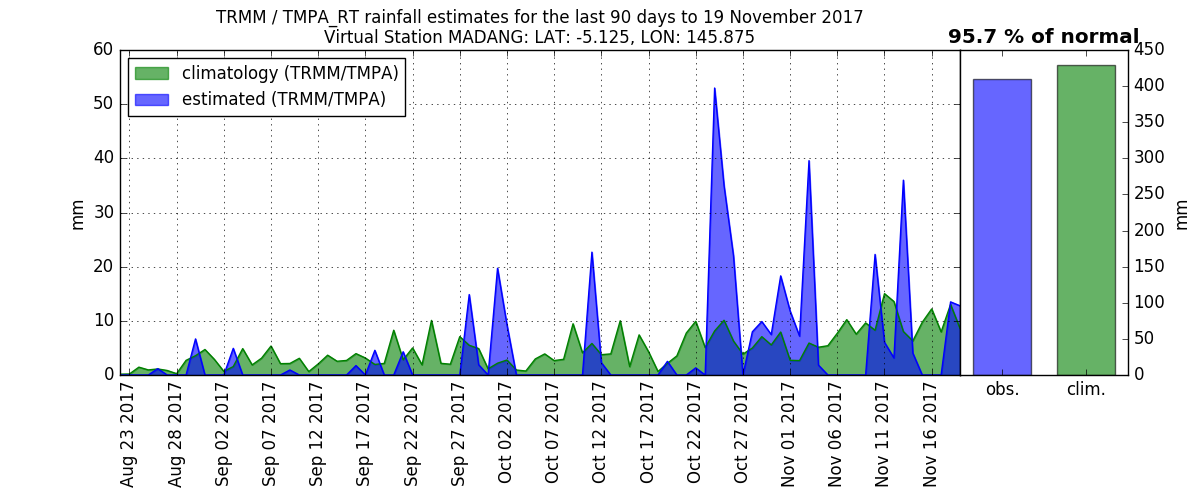 TRMM / TMPA_RT rainfall estimates for the last 90 days to 19 November 2017
Virtual Station MADANG: LAT: -5.125, LON: 145.875
95.7 % of normal
climatology (TRMM/TMPA)
estimated (TRMM/TMPA)
60
50
40
30
20
10
0
mm
450
400
350
300
250
200
150
100
50
0
mm
Aug 23 2017
Aug 28 2017
Sep 02 2017
Sep 07 2017
Sep 12 2017
Sep 17 2017
Sep 22 2017
Sep 27 2017
Oct 02 2017
Oct 07 2017
Oct 12 2017
Oct 17 2017
Oct 22 2017
Oct 27 2017
Nov 01 2017
Nov 06 2017
Nov 11 2017
Nov 16 2017
obs.
clim.